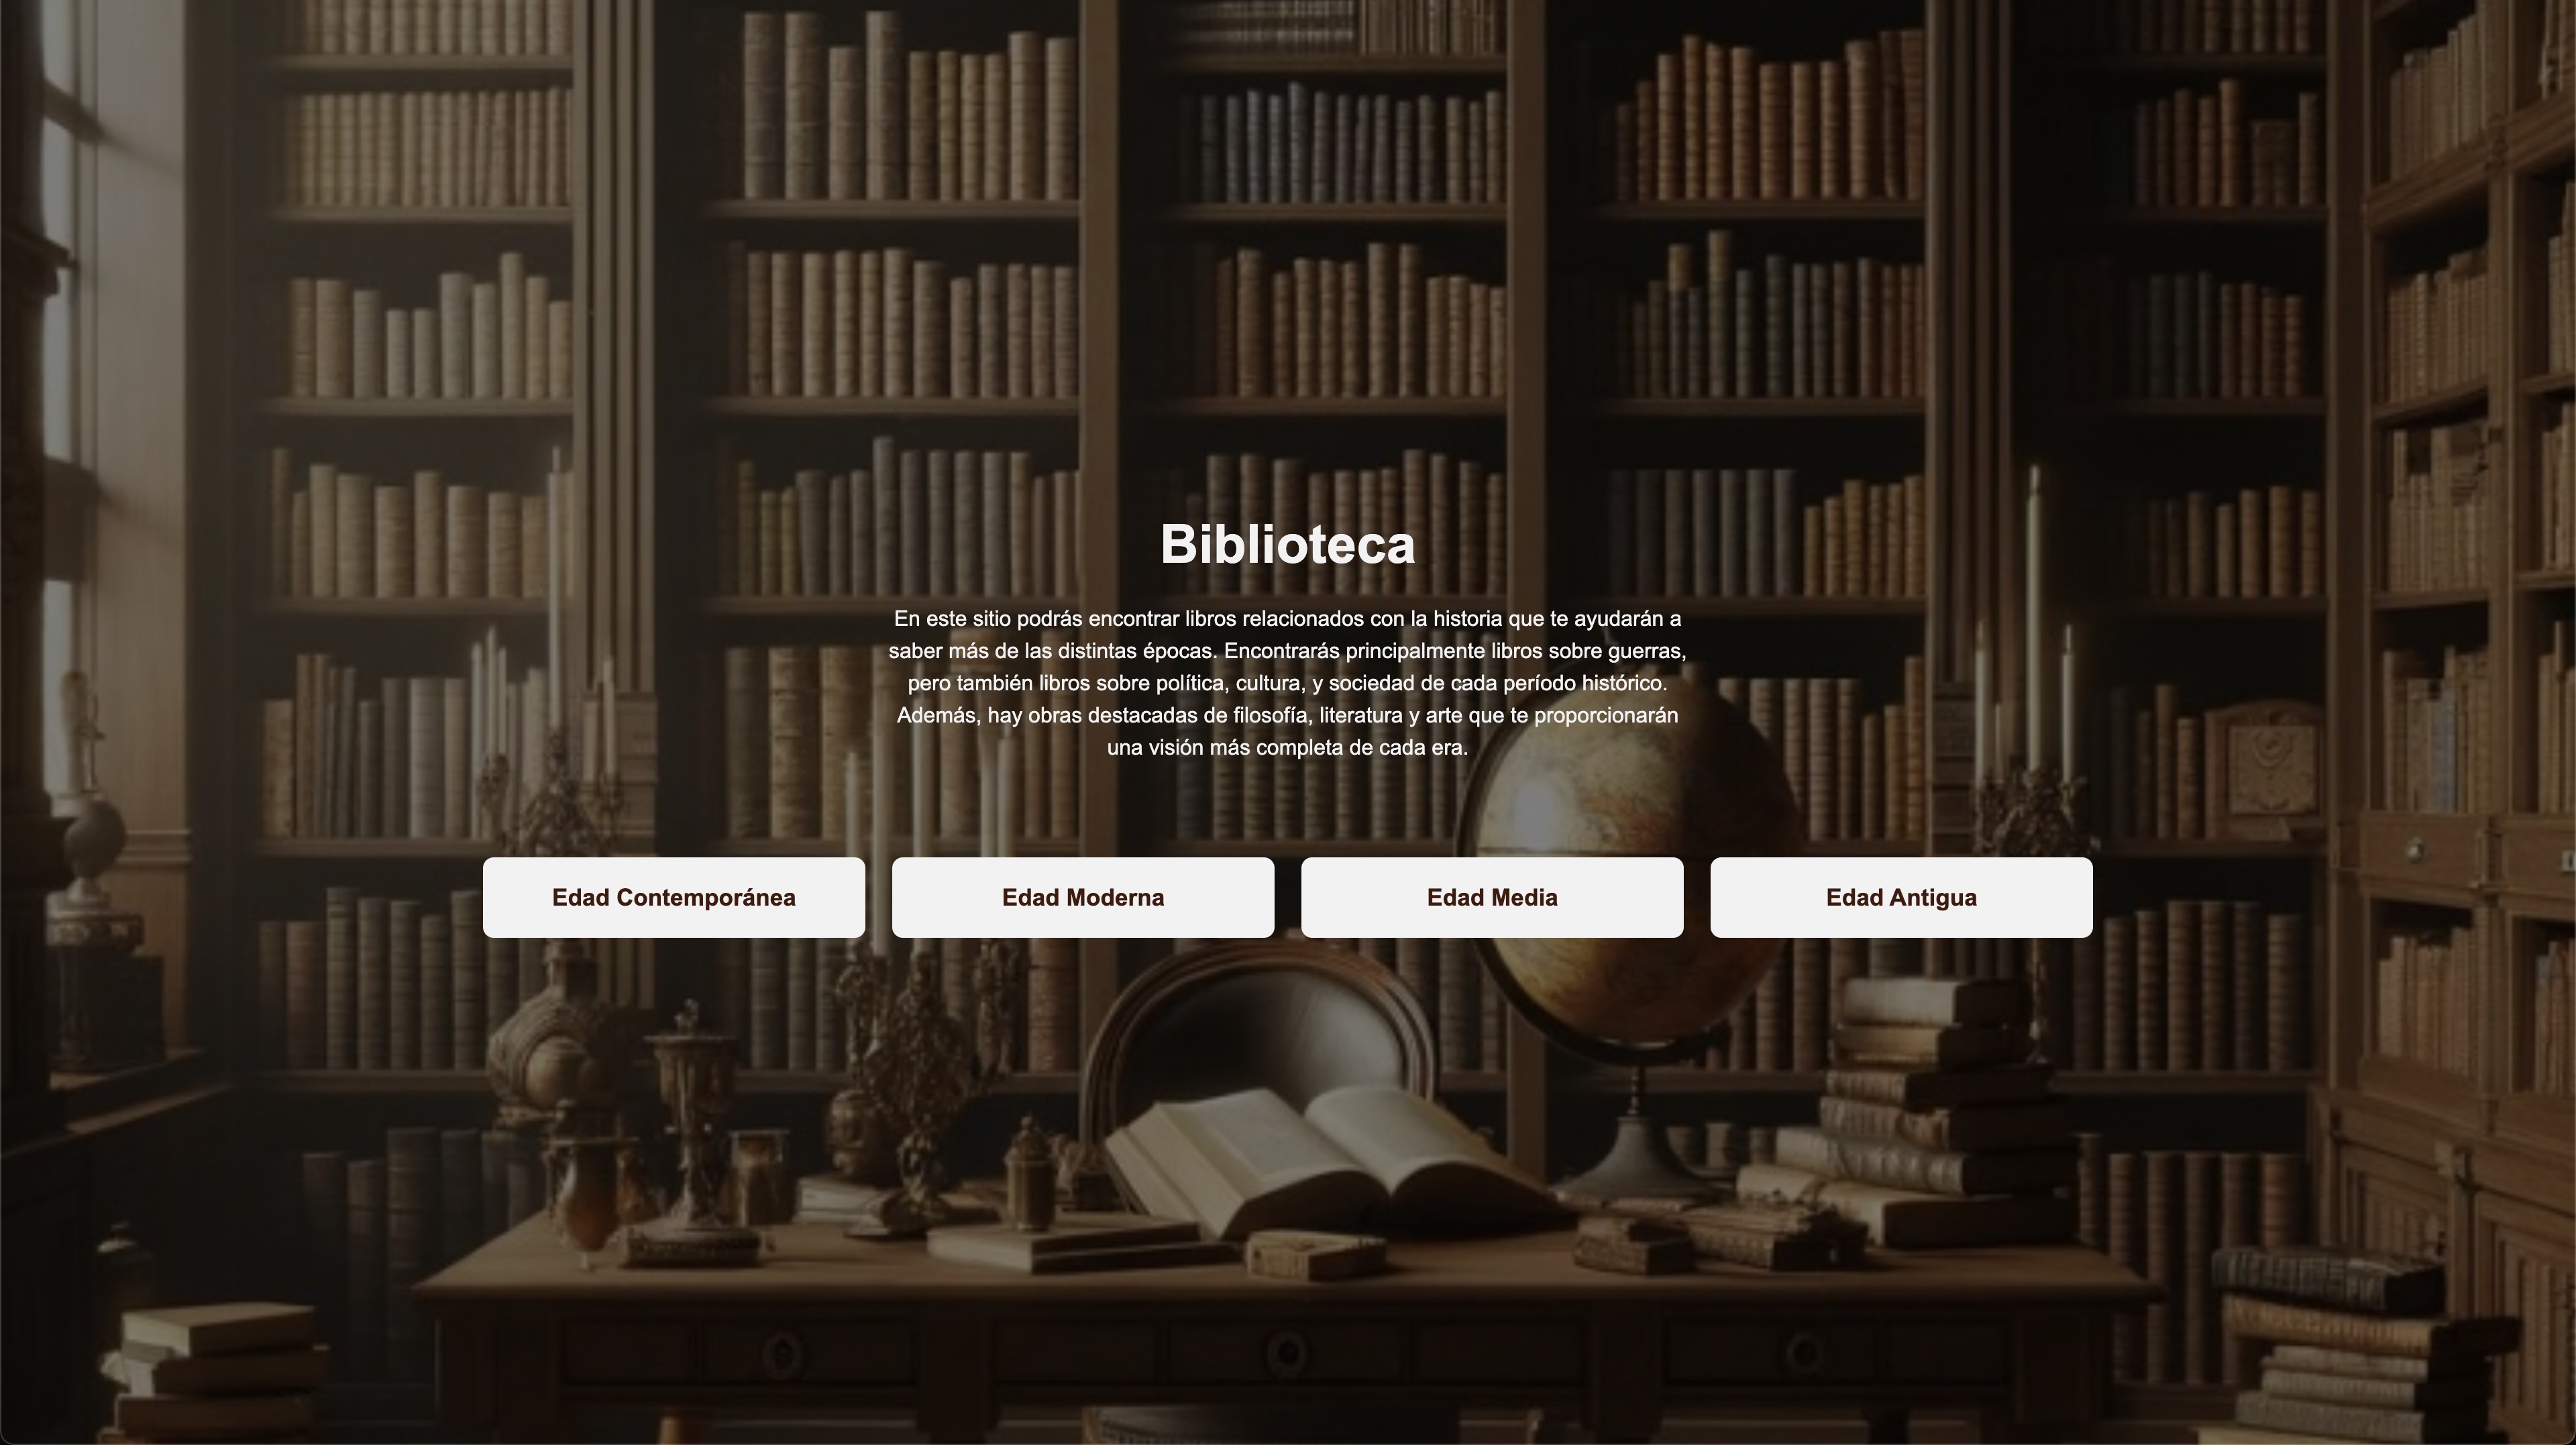 Biblioteca
En este sitio podrás encontrar libros relacionados con la historia que te ayudarán a
saber más de las distintas épocas. Encontrarás principalmente libros sobre guerras,
pero también libros sobre política, cultura, y sociedad de cada período histórico.
Además, hay obras destacadas de filosofía, literatura y arte que te proporcionarán
una visión más completa de cada era.
Edad Contemporánea
Edad Moderna
Edad Media
Edad Antigua